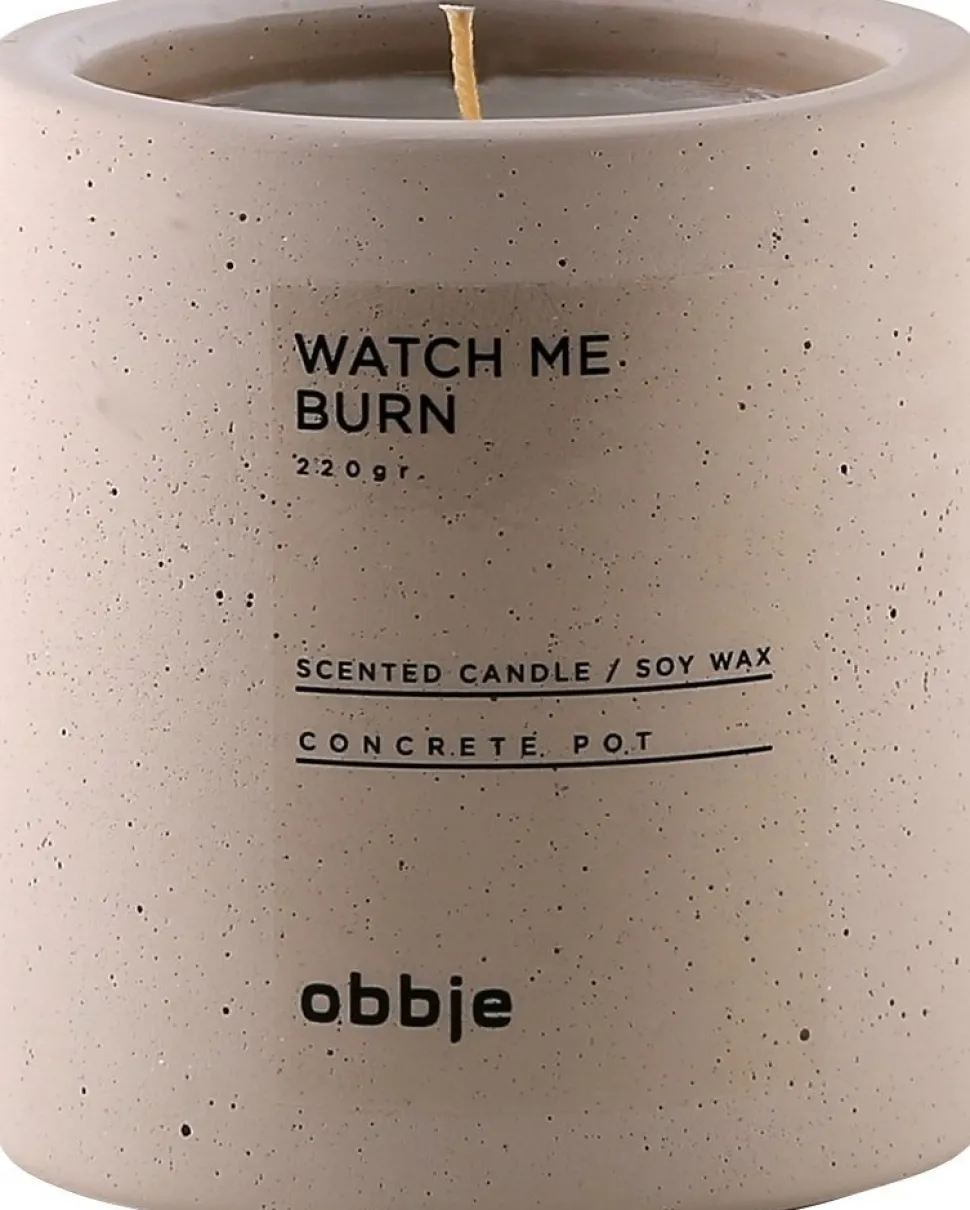 WATCH ME
BURN
220gr.
SCENTED CANDLE / SOY WAX
CONCRETE POT
obbje